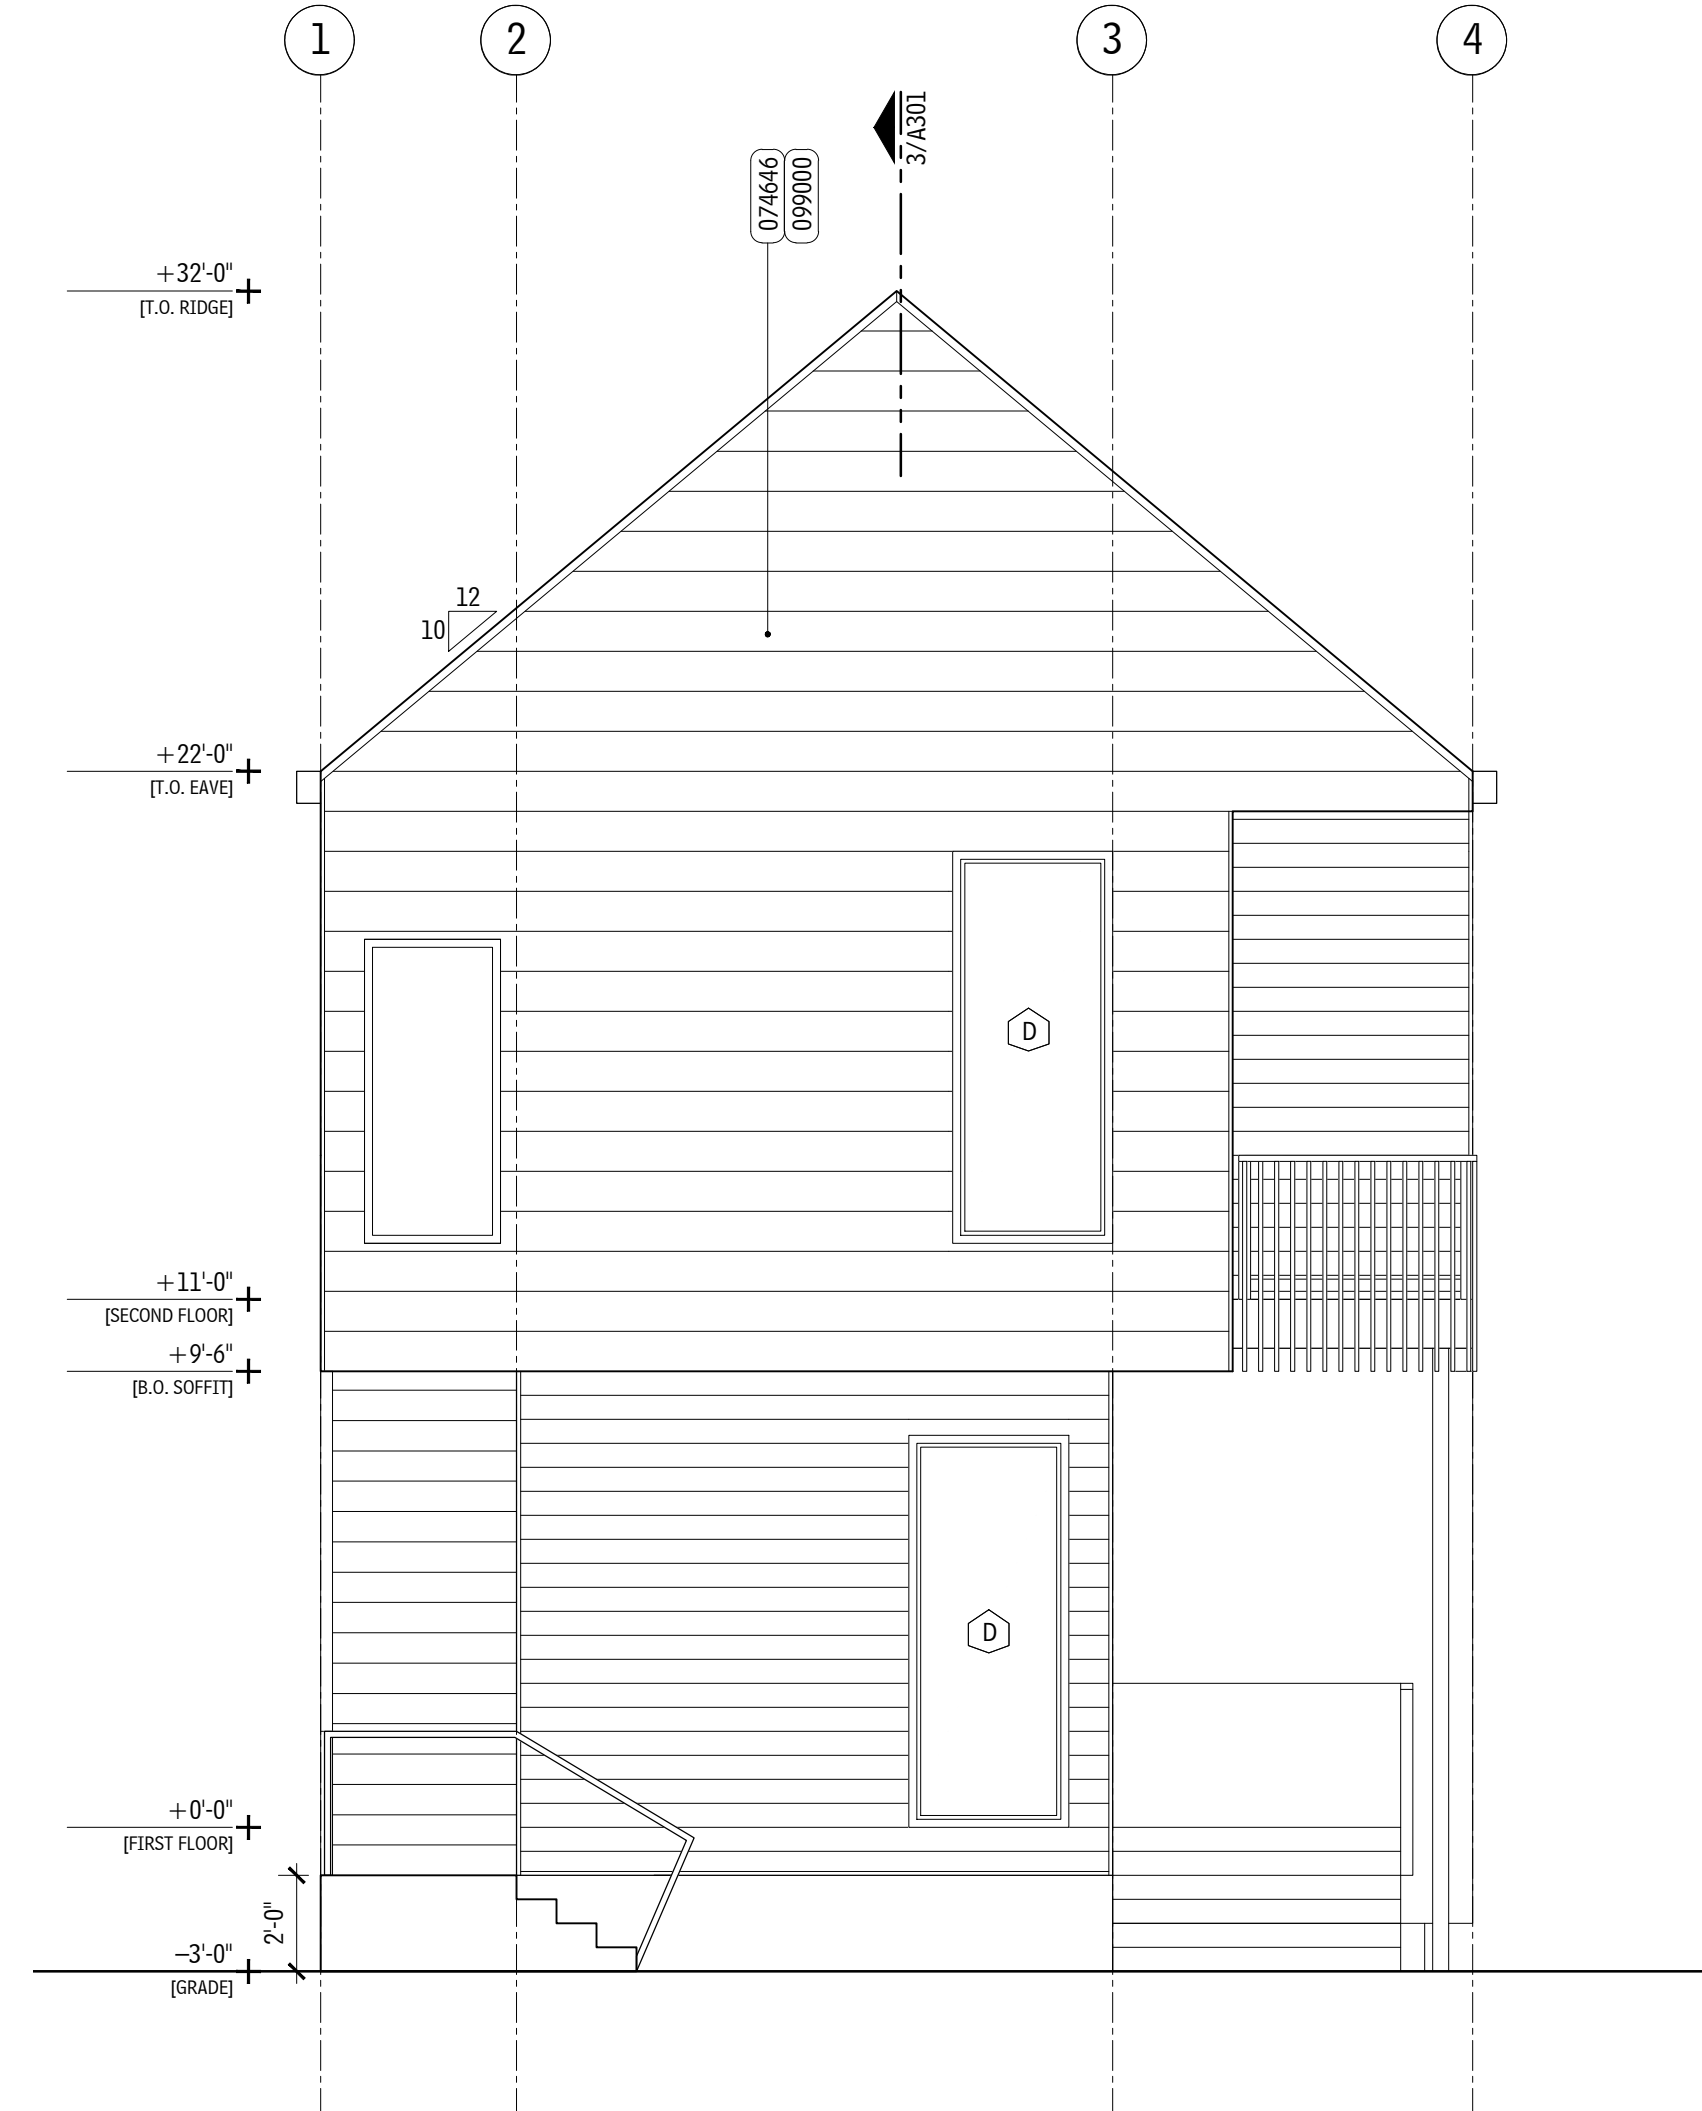 1
2
3
4
3/A301
074646
099000
+32'-0"
[T.O. RIDGE]
12
10
+22'-0"
[T.O. EAVE]
D
+11'-0"
[SECOND FLOOR]
+9'-6"
[B.O. SOFFIT]
D
+0'-0"
[FIRST FLOOR]
2'-0"
−3'-0"
[GRADE]